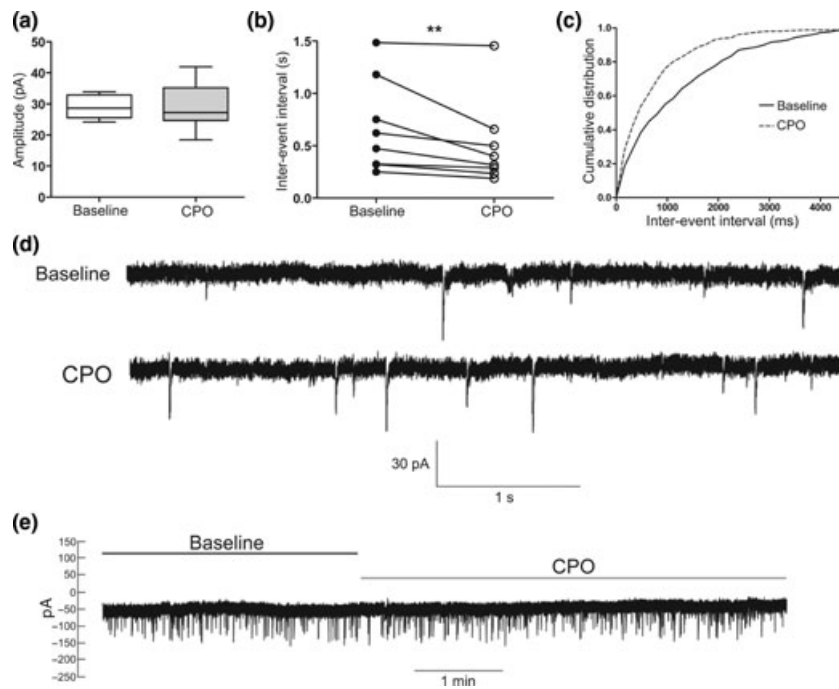 (a)
50
40
30
20
10
0
Amplitude (pA)
Baseline
CPO
(b)
**
1.5
1.0
0.5
0.0
Inter-event interval (s)
Baseline
CPO
(c)
1.0
0.8
0.6
0.4
0.2
Cumulative distribution
Baseline
CPO
0
1000
2000
3000
4000
Inter-event interval (ms)
(d)
Baseline
CPO
30 pA
1 s
(e)
150
100
50
0
−50
−100
−150
−200
−250
pA
Baseline
CPO
1 min